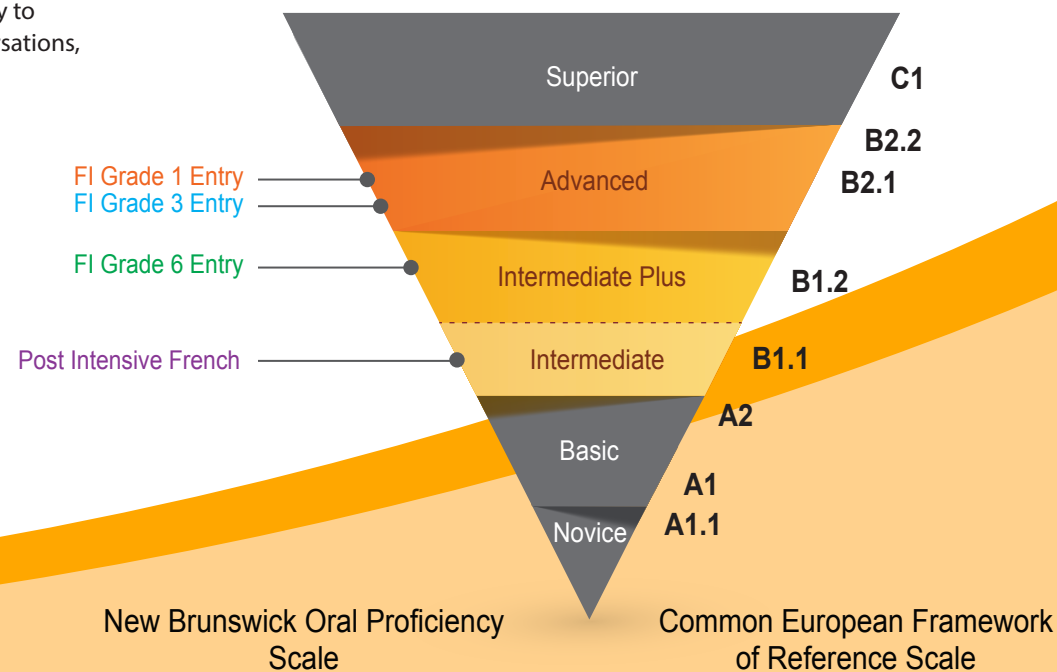 y to
sations,
Superior
C1
B2.2
FI Grade 1 Entry
Advanced
B2.1
FI Grade 3 Entry
FI Grade 6 Entry
Intermediate Plus
B1.2
Post Intensive French
Intermediate
B1.1
A2
Basic
A1
A1.1
Novice
New Brunswick Oral Proficiency
Scale
Common European Framework
of Reference Scale